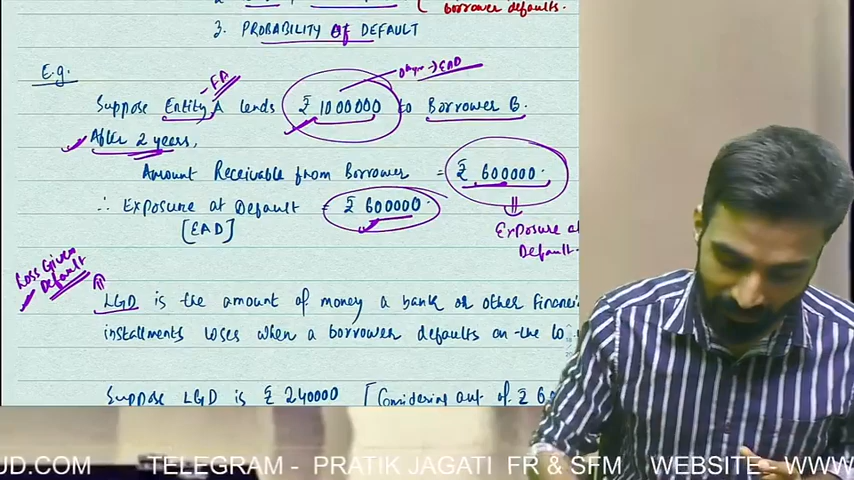 borrower defaults.
3. PROBABILITY Of DEFAULT
E.g.
- FA
Suppose Entity A lends ₹ 1000000 to Borrower B.
→ EAD
After 2 years,
Amount Receivable from Borrower = ₹ 600000.
∴ Exposure at Default = ₹ 600000
[EAD]
Exposure at
Default.
Loss Given
Default
LGD is the amount of money a bank or other financi
installments loses when a borrower defaults on the lo
Suppose LGD is ₹ 240000 [Considering out of ₹ 60
UD.COM TELEGRAM - PRATIK JAGATI FR & SFM WEBSITE - WWW